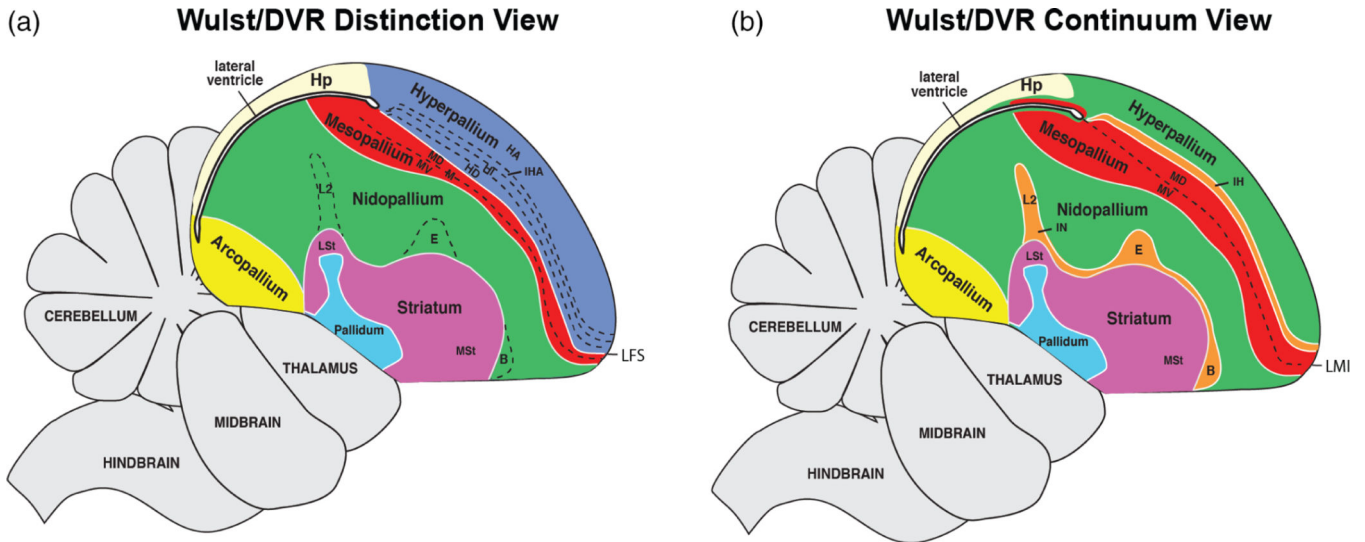 (a)
Wulst/DVR Distinction View
lateral
ventricle
Hp
Hyperpallium
HA
IHA
HI
HD
Mesopallium
MD
M
MV
L2
Nidopallium
E
LSt
Arcopallium
Striatum
CEREBELLUM
Pallidum
MSt
B
LFS
THALAMUS
MIDBRAIN
HINDBRAIN
(b)
Wulst/DVR Continuum View
lateral
ventricle
Hp
Hyperpallium
Mesopallium
MD
MV
IH
L2
Nidopallium
IN
E
LSt
Arcopallium
Striatum
CEREBELLUM
Pallidum
MSt
B
LMI
THALAMUS
MIDBRAIN
HINDBRAIN